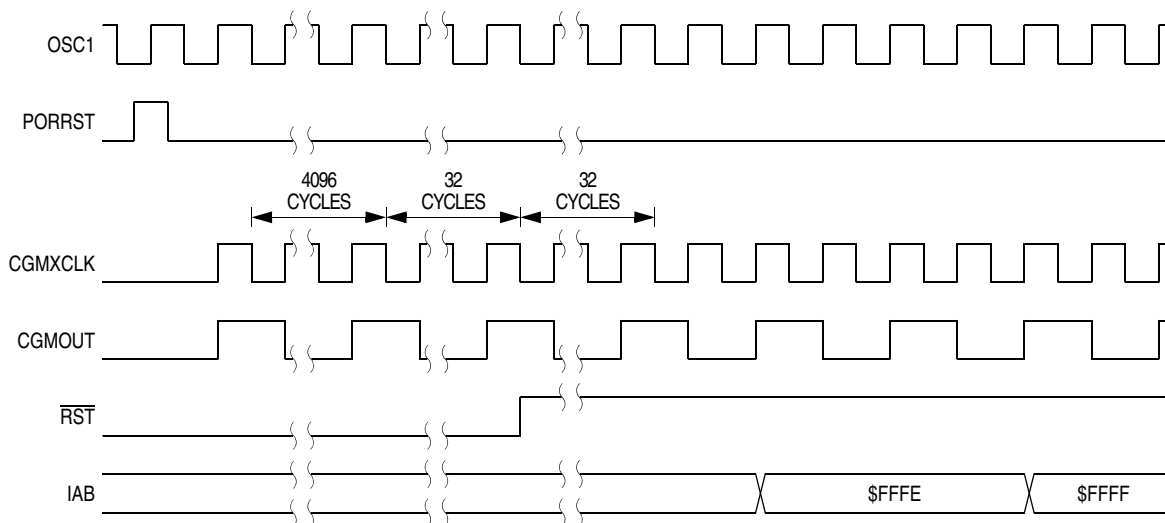 OSC1
PORRST
4096
CYCLES
32
CYCLES
32
CYCLES
CGMXCLK
CGMOUT
RST
IAB
$FFFE
$FFFF